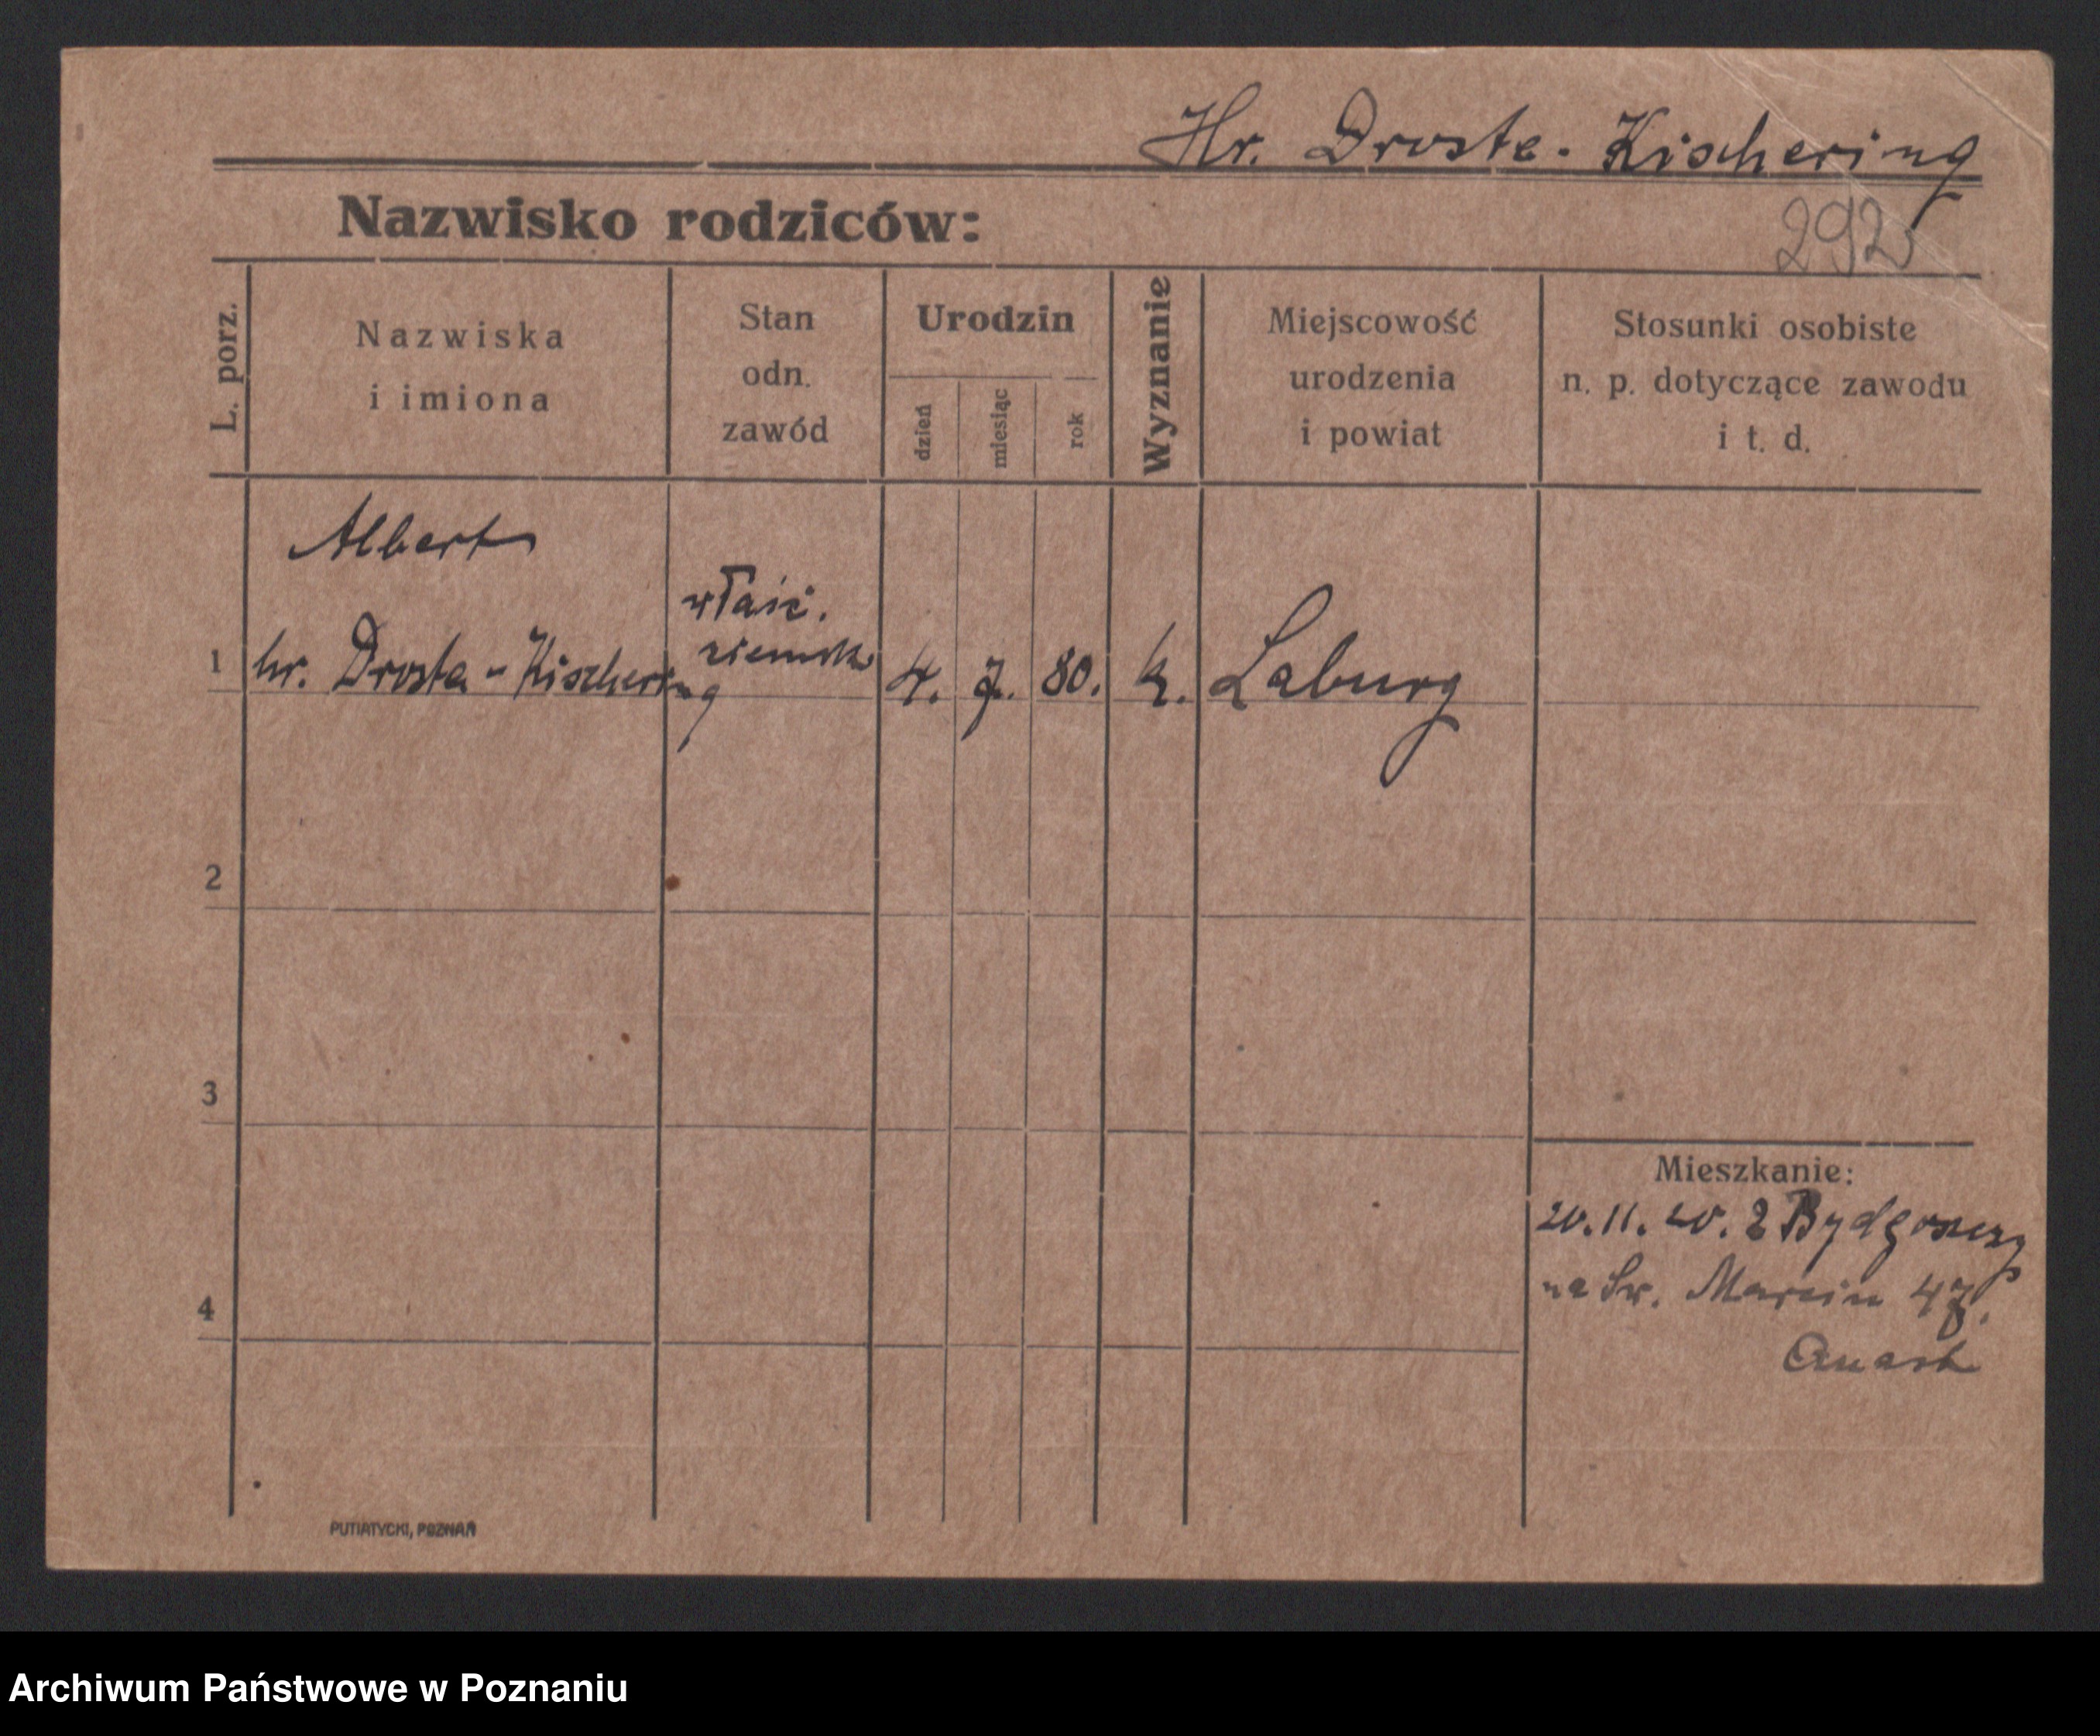 Hr. Droste-Kischering
292
Nazwisko rodziców:
L. porz.
Nazwiska
i imiona
Stan
odn.
zawód
Urodzin
dzień
miesiąc
rok
Wyznanie
Miejscowość
urodzenia
i powiat
Stosunki osobiste
n. p. dotyczące zawodu
i t. d.
Albert
właść.
ziemsk
1 hr. Droste-Kischering 4. 7. 80. k. Laburg
2
3
4
Mieszkanie:
20.11.20. z Bydgoszczy
na Św. Marcin 47.
PUTIATYCKI, POZNAŃ
Archiwum Państwowe w Poznaniu